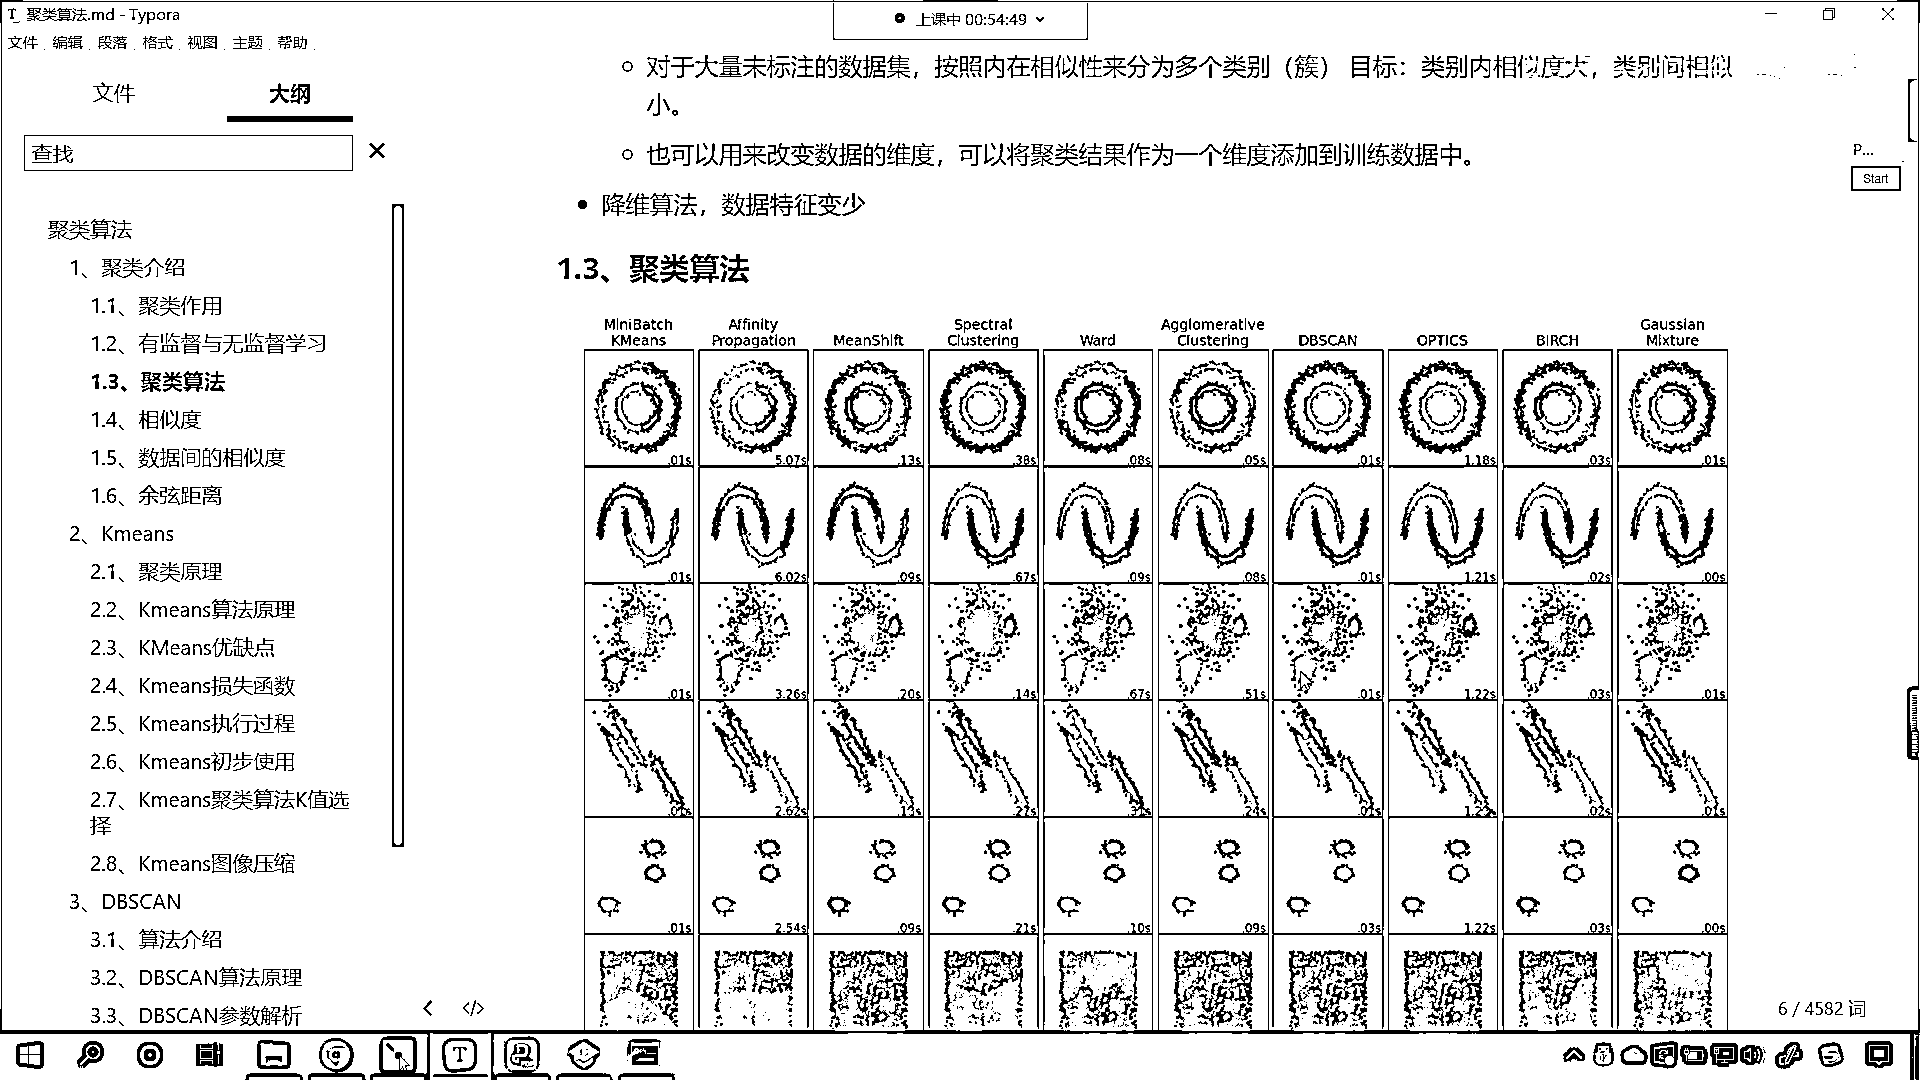 聚类算法.md - Typora
上课中 00:54:49
文件 编辑 段落 格式 视图 主题 帮助
文件 大纲
查找
聚类算法
1、聚类介绍
1.1、聚类作用
1.2、有监督与无监督学习
1.3、聚类算法
1.4、相似度
1.5、数据间的相似度
1.6、余弦距离
2、Kmeans
2.1、聚类原理
2.2、Kmeans算法原理
2.3、KMeans优缺点
2.4、Kmeans损失函数
2.5、Kmeans执行过程
2.6、Kmeans初步使用
2.7、Kmeans聚类算法K值选
择
2.8、Kmeans图像压缩
3、DBSCAN
3.1、算法介绍
3.2、DBSCAN算法原理
3.3、DBSCAN参数解析
对于大量未标注的数据集，按照内在相似性来分为多个类别（簇） 目标：类别内相似度大，类别间相似
小。
也可以用来改变数据的维度，可以将聚类结果作为一个维度添加到训练数据中。
降维算法，数据特征变少
1.3、聚类算法
MiniBatch KMeans
Affinity Propagation
MeanShift
Spectral Clustering
Ward
Agglomerative Clustering
DBSCAN
OPTICS
BIRCH
Gaussian Mixture
.01s 5.07s .13s .38s .08s .05s .01s 1.18s .03s .01s
.01s 6.02s .09s .67s .09s .08s .01s 1.21s .02s .00s
.01s 3.26s .20s .14s .67s .51s .01s 1.22s .03s .01s
.01s 2.62s .27s .24s .01s .02s .01s
.01s 2.54s .09s .21s .10s .09s .03s 1.22s .03s .00s
P...
Start
6 / 4582 词